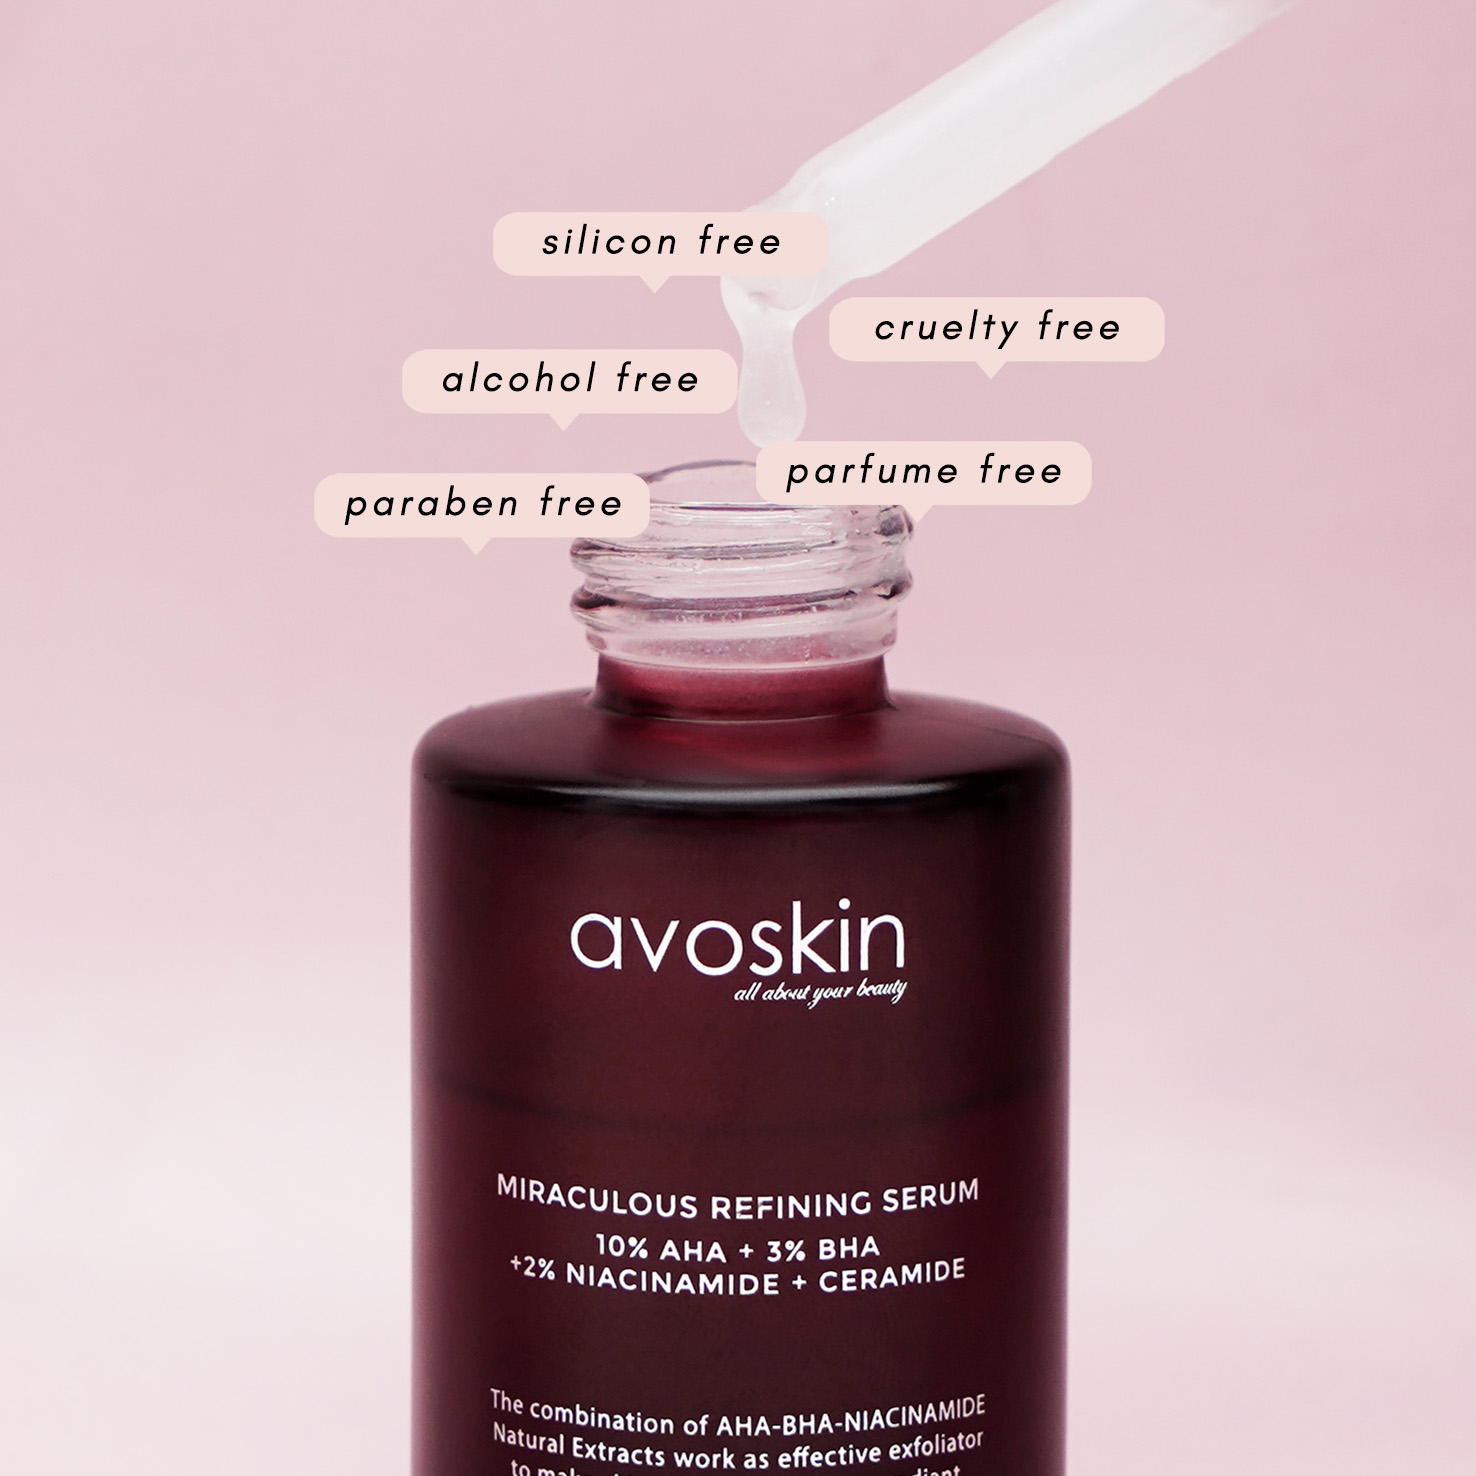 silicon free
cruelty free
alcohol free
parfume free
paraben free
avoskin
all about your beauty
MIRACULOUS REFINING SERUM
10% AHA + 3% BHA
+2% NIACINAMIDE + CERAMIDE
The combination of AHA-BHA-NIACINAMIDE
Natural Extracts work as effective exfoliator
to